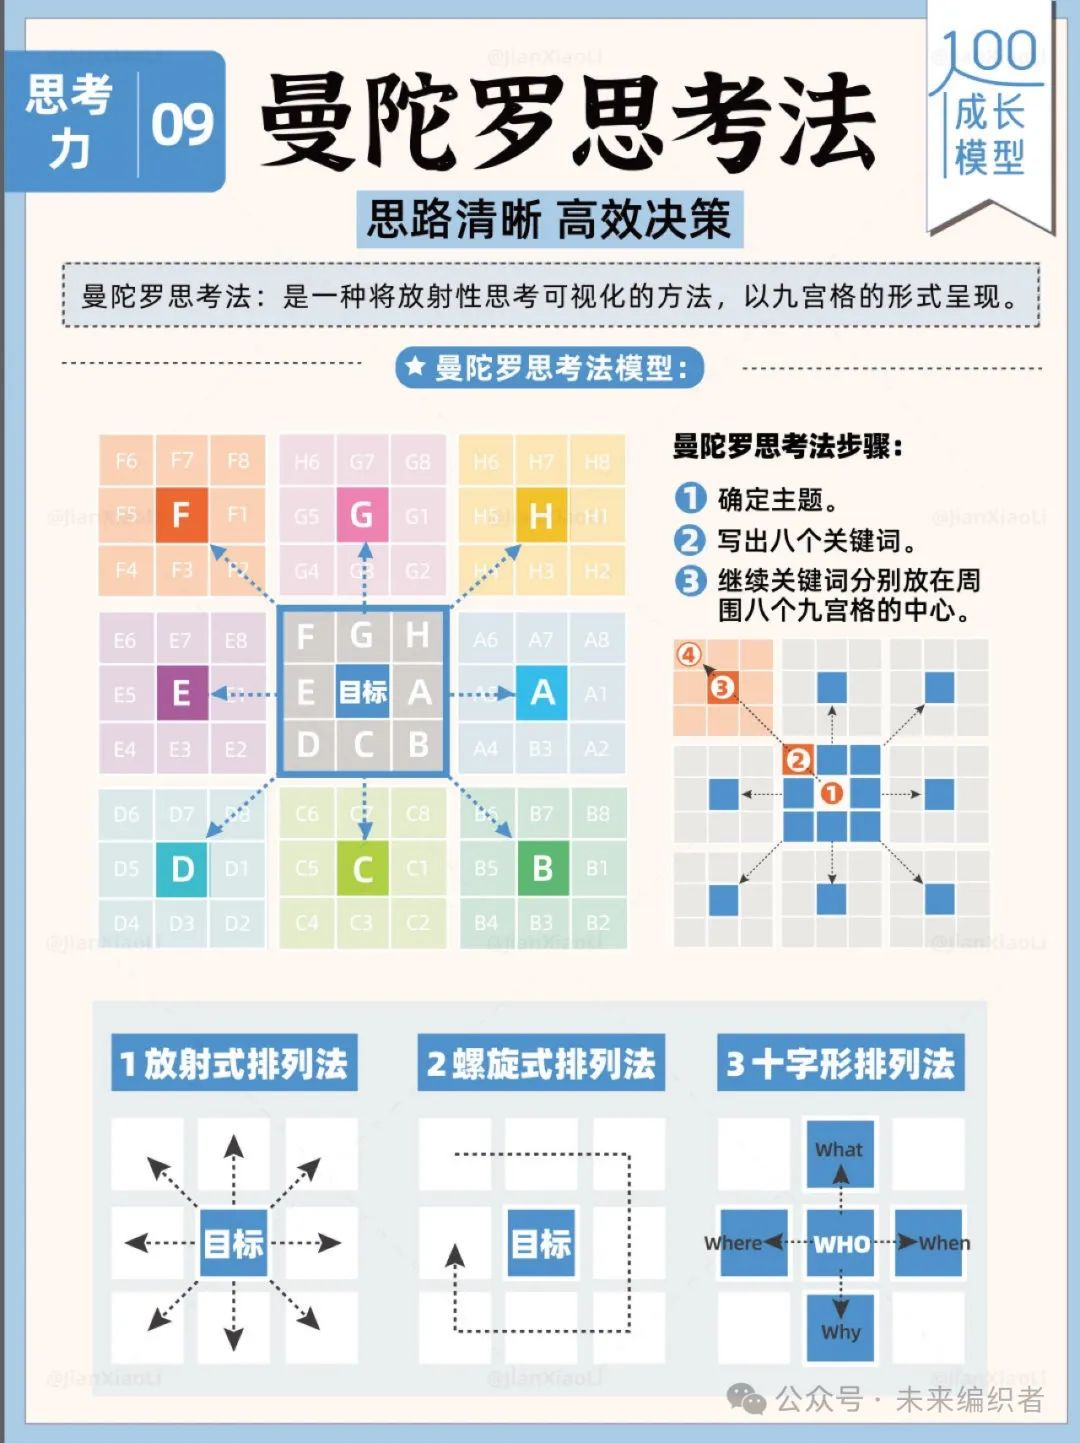 思考力
09
曼陀罗思考法
100
成长
模型
思路清晰 高效决策
曼陀罗思考法：是一种将放射性思考可视化的方法，以九宫格的形式呈现。
★ 曼陀罗思考法模型：
F6 F7 F8 H6 G7 G8 H6 H7 H8
F5 F F1 G5 G G1 H5 H H1
F4 F3 F2 G4 G3 G2 H4 H3 H2
E6 E7 E8 F G H A6 A7 A8
E5 E E1 E 目标 A A5 A A1
E4 E3 E2 D C B A4 B3 A2
D6 D7 D8 C6 C7 C8 B6 B7 B8
D5 D D1 C5 C C1 B5 B B1
D4 D3 D2 C4 C3 C2 B4 B3 B2
曼陀罗思考法步骤：
1 确定主题。
2 写出八个关键词。
3 继续关键词分别放在周
围八个九宫格的中心。
④
③
②
①
1放射式排列法
目标
2螺旋式排列法
目标
3十字形排列法
What
Where WHO When
Why
@JianXiaoLi
公众号 · 未来编织者